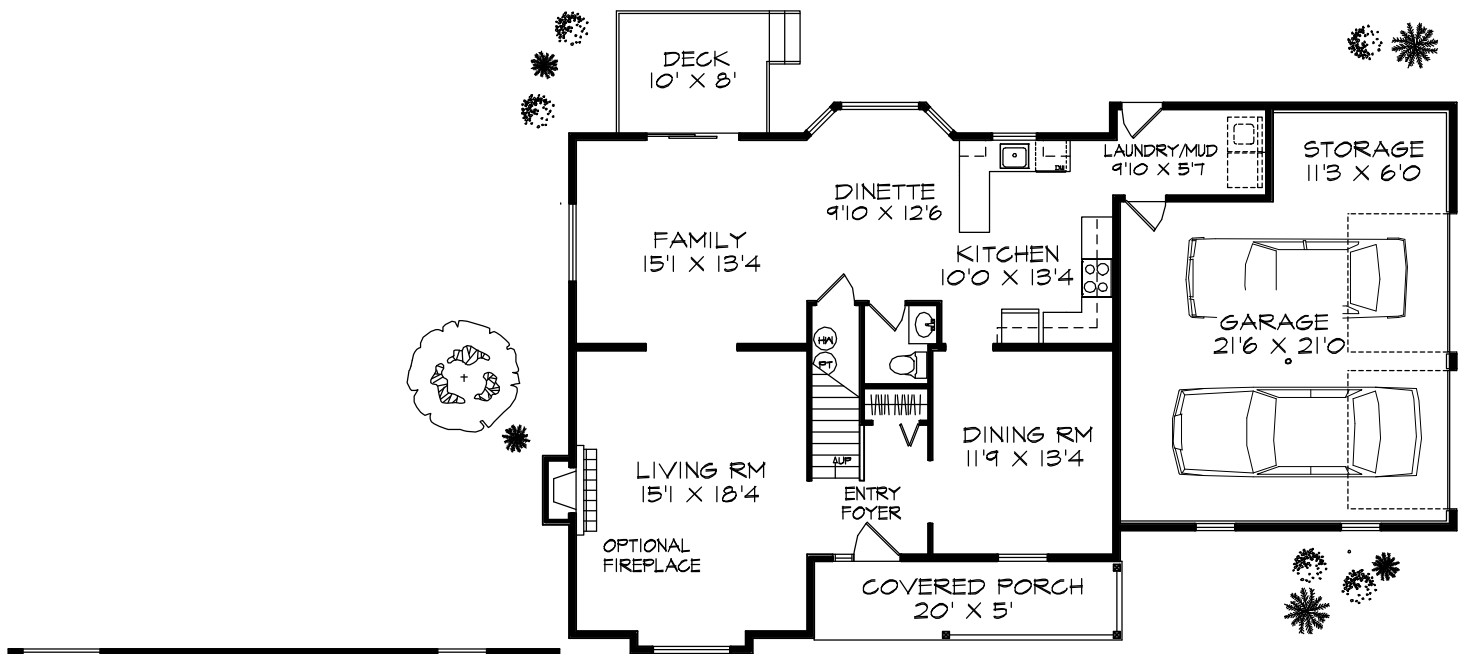 DECK
10' X 8'
LAUNDRY/MUD
9'10 X 5'7
STORAGE
11'3 X 6'0
DINETTE
9'10 X 12'6
FAMILY
15'1 X 13'4
KITCHEN
10'0 X 13'4
DW
GARAGE
21'6 X 21'0
WH
PT
DINING RM
11'9 X 13'4
LIVING RM
15'1 X 18'4
UP
ENTRY
FOYER
OPTIONAL
FIREPLACE
COVERED PORCH
20' X 5'